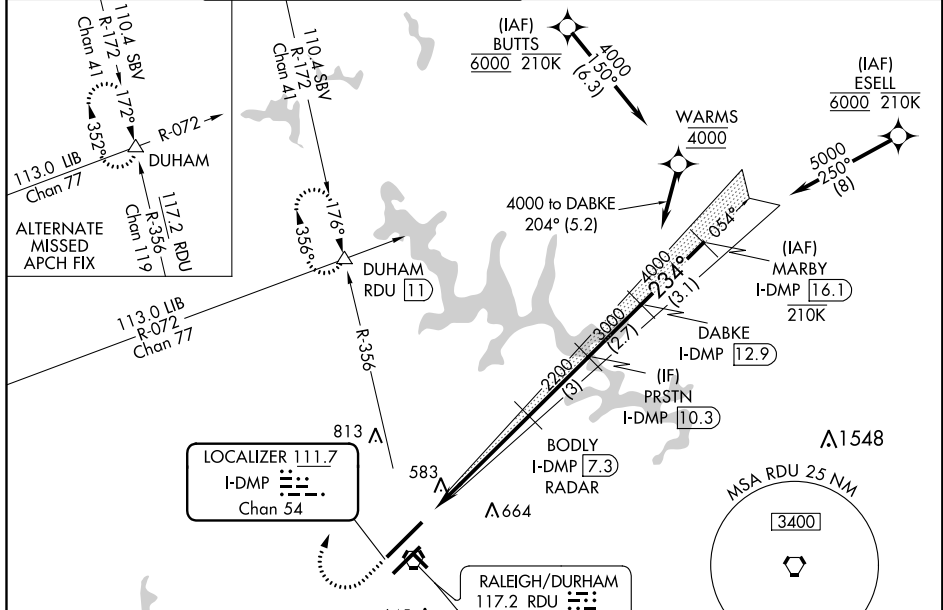 110.4 SBV
R-172
Chan 41
172°
352°
R-072
DUHAM
113.0 LIB
Chan 77
117.2 RDU
R-356
Chan 119
ALTERNATE
MISSED
APCH FIX
110.4 SBV
R-172
Chan 41
176°
356°
DUHAM
RDU 11
113.0 LIB
R-072
Chan 77
R-356
(IAF)
BUTTS
6000 210K
4000
150°
(6.3)
WARMS
4000
(IAF)
ESELL
6000 210K
5000
250°
(8)
4000 to DABKE
204° (5.2)
054°
4000
234°
(3.1)
(IAF)
MARBY
I-DMP 16.1
210K
3000
(2.7)
DABKE
I-DMP 12.9
2200
(3)
(IF)
PRSTN
I-DMP 10.3
BODLY
I-DMP 7.3
RADAR
813
583
664
1548
LOCALIZER 111.7
I-DMP
Chan 54
MSA RDU 25 NM
3400
RALEIGH/DURHAM
117.2 RDU